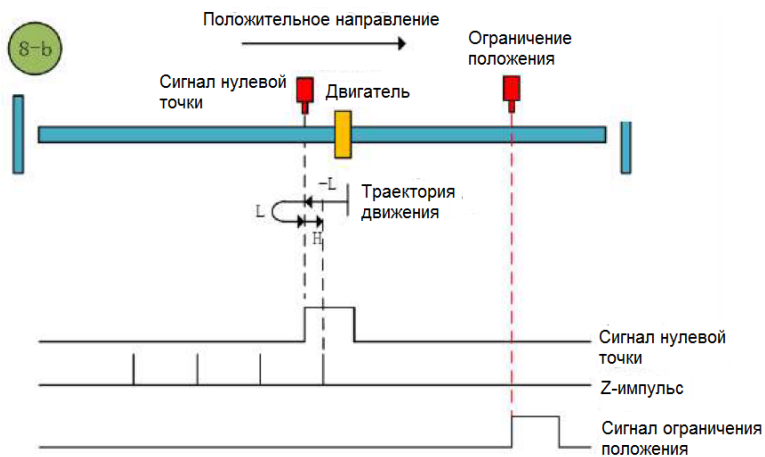 8-b
Положительное направление
Ограничение
положения
Сигнал нулевой
точки
Двигатель
-L
Траектория
движения
L
H
Сигнал нулевой
точки
Z-импульс
Сигнал ограничения
положения